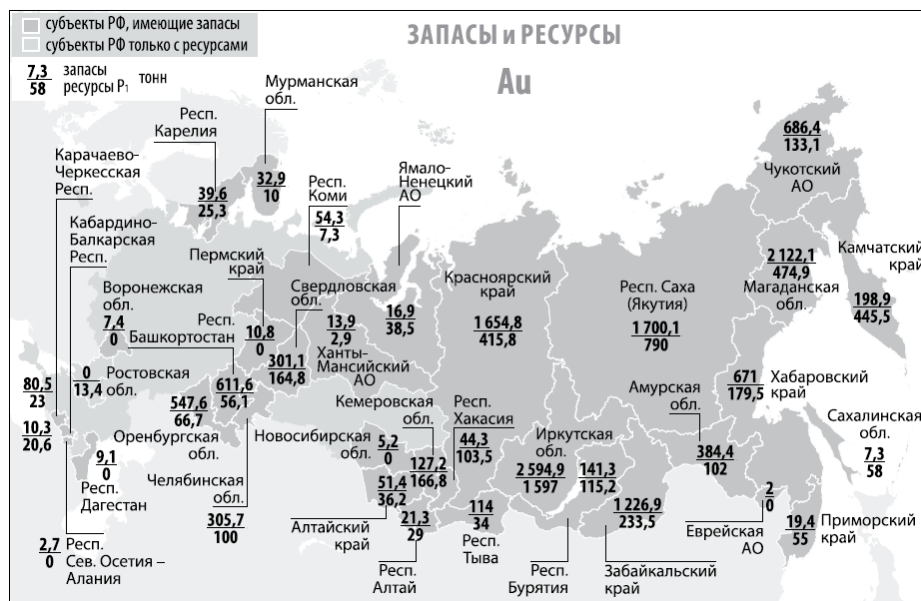 субъекты РФ, имеющие запасы
субъекты РФ только с ресурсами
ЗАПАСЫ и РЕСУРСЫ
Au
7,3
58
запасы
ресурсы P₁
тонн
Мурманская
обл.
32,9
10
Респ.
Карелия
39,6
25,3
Карачаево-
Черкесская
Респ.
Кабардино-
Балкарская
Респ.
Респ.
Коми
54,3
7,3
Ямало-
Ненецкий
АО
16,9
38,5
Чукотский
АО
686,4
133,1
Камчатский
край
198,9
445,5
2 122,1
474,9
Магаданская
обл.
Красноярский
край
1 654,8
415,8
Респ. Саха
(Якутия)
1 700,1
790
Пермский
край
10,8
0
Свердловская
обл.
301,1
164,8
13,9
2,9
Ханты-
Мансийский
АО
Воронежская
обл.
7,4
0
Респ.
Башкортостан
611,6
56,1
0
13,4
Ростовская
обл.
547,6
66,7
Оренбургская
обл.
80,5
23
10,3
20,6
9,1
0
Респ.
Дагестан
2,7
0
Респ.
Сев. Осетия –
Алания
Челябинская
обл.
305,7
100
Новосибирская
обл.
5,2
0
Кемеровская
обл.
127,2
166,8
Респ.
Хакасия
44,3
103,5
51,4
36,2
Алтайский
край
21,3
29
Респ.
Алтай
114
34
Респ.
Тыва
Иркутская
обл.
2 594,9
1 597
141,3
115,2
Респ.
Бурятия
1 226,9
233,5
Забайкальский
край
Амурская
обл.
384,4
102
671
179,5
Хабаровский
край
Сахалинская
обл.
7,3
58
2
0
Еврейская
АО
19,4
55
Приморский
край